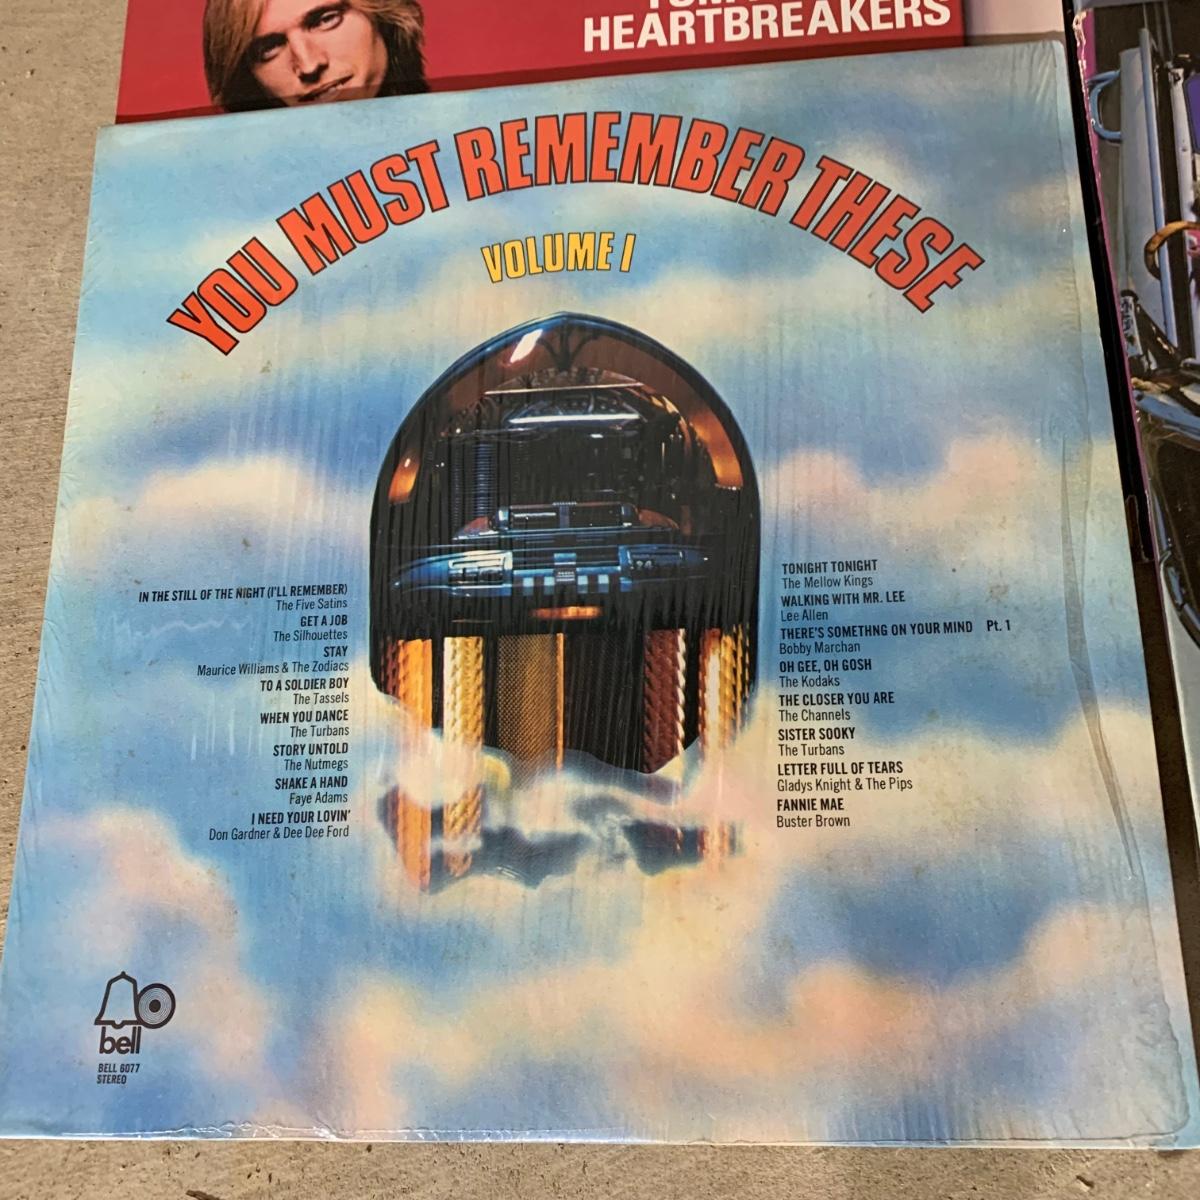 HEARTBREAKERS
YOU MUST REMEMBER THESE
VOLUME I
IN THE STILL OF THE NIGHT (I'LL REMEMBER)
The Five Satins
GET A JOB
The Silhouettes
STAY
Maurice Williams & The Zodiacs
TO A SOLDIER BOY
The Tassels
WHEN YOU DANCE
The Turbans
STORY UNTOLD
The Nutmegs
SHAKE A HAND
Faye Adams
I NEED YOUR LOVIN'
Don Gardner & Dee Dee Ford
TONIGHT TONIGHT
The Mellow Kings
WALKING WITH MR. LEE
Lee Allen
THERE'S SOMETHNG ON YOUR MIND Pt. 1
Bobby Marchan
OH GEE, OH GOSH
The Kodaks
THE CLOSER YOU ARE
The Channels
SISTER SOOKY
The Turbans
LETTER FULL OF TEARS
Gladys Knight & The Pips
FANNIE MAE
Buster Brown
bell
BELL 6077
STEREO